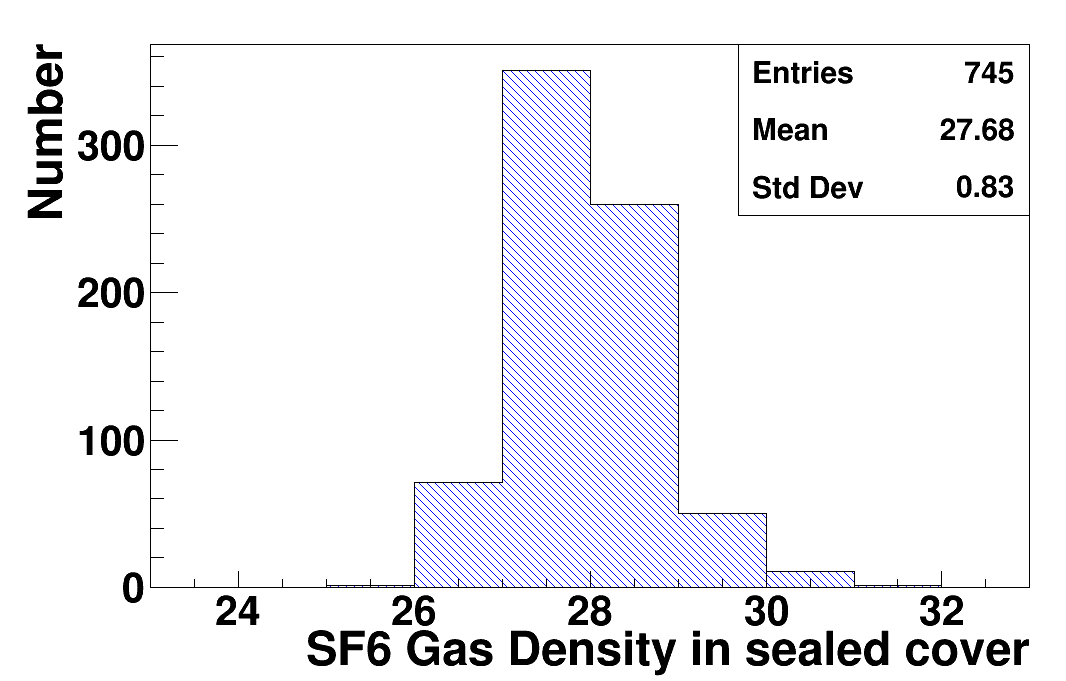 Number
Entries 745
Mean 27.68
Std Dev 0.83
300
200
100
0
24 26 28 30 32
SF6 Gas Density in sealed cover